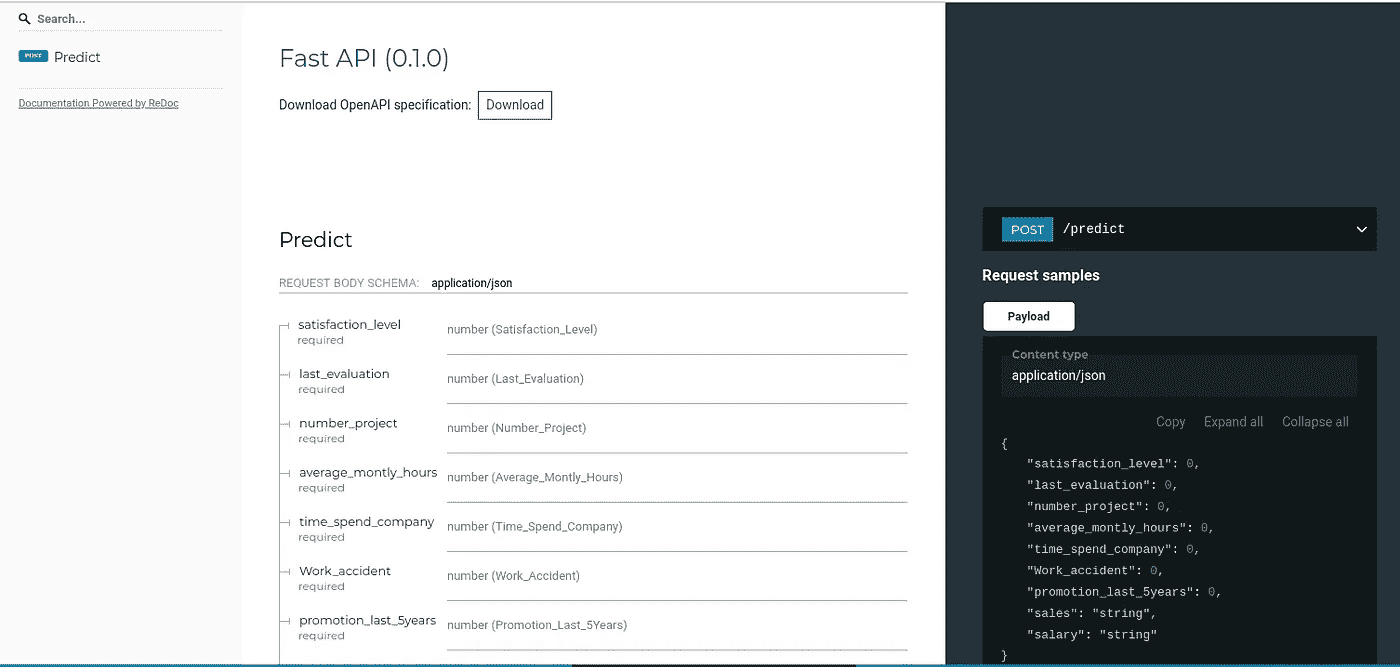 Search...
POST Predict
Documentation Powered by ReDoc
Fast API (0.1.0)
Download OpenAPI specification: Download
Predict
REQUEST BODY SCHEMA: application/json
satisfaction_level
required
number (Satisfaction_Level)
last_evaluation
required
number (Last_Evaluation)
number_project
required
number (Number_Project)
average_montly_hours
required
number (Average_Montly_Hours)
time_spend_company
required
number (Time_Spend_Company)
Work_accident
required
number (Work_Accident)
promotion_last_5years
required
number (Promotion_Last_5Years)
POST /predict
Request samples
Payload
Content type
application/json
Copy Expand all Collapse all
{
"satisfaction_level": 0,
"last_evaluation": 0,
"number_project": 0,
"average_montly_hours": 0,
"time_spend_company": 0,
"Work_accident": 0,
"promotion_last_5years": 0,
"sales": "string",
"salary": "string"
}